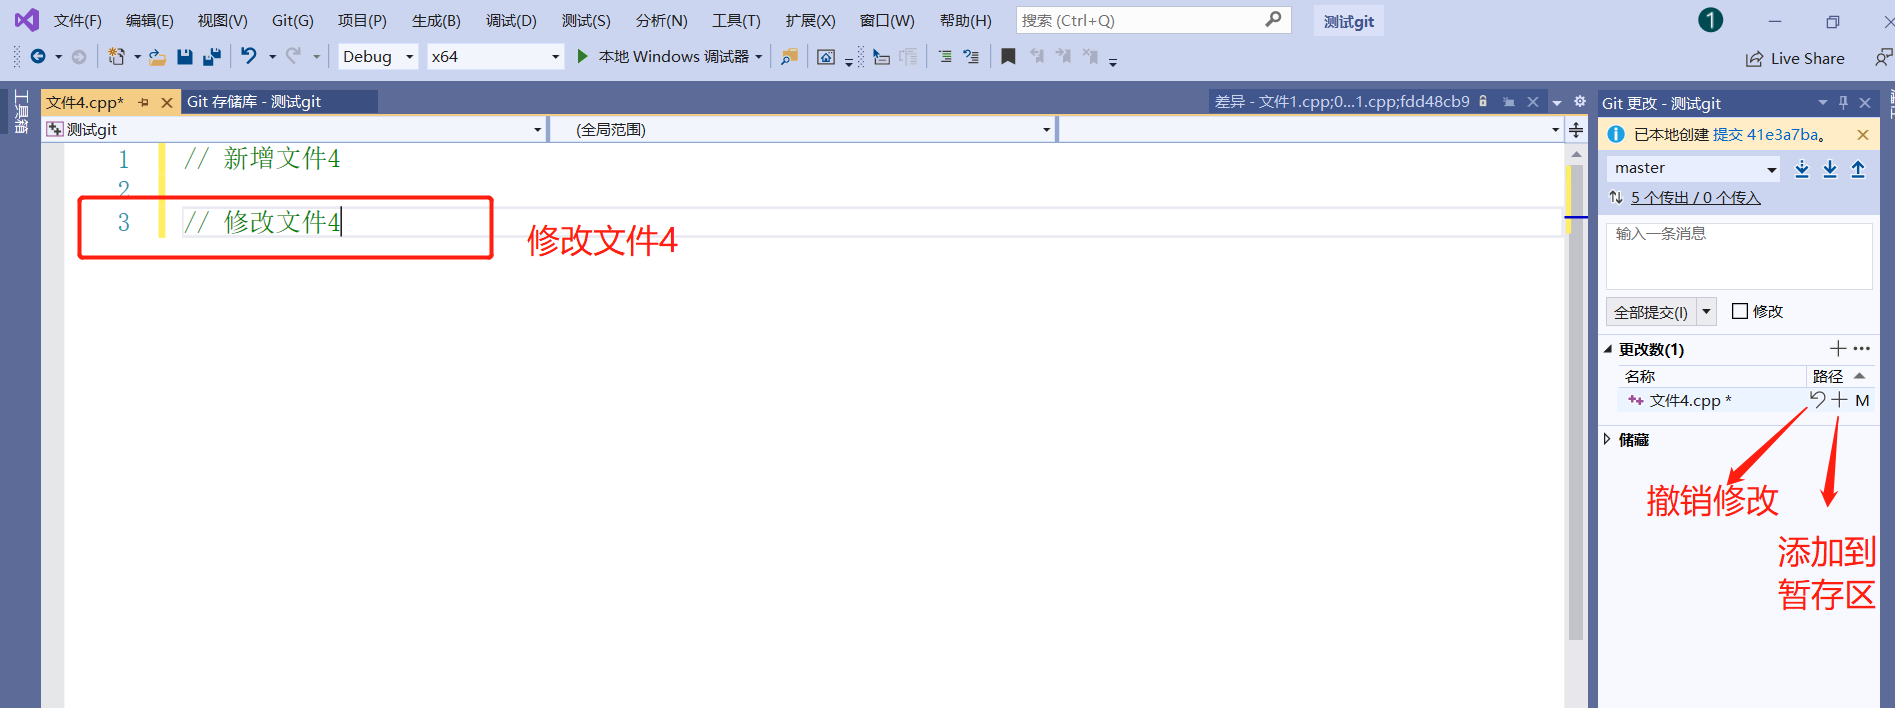 文件(F) 编辑(E) 视图(V) Git(G) 项目(P) 生成(B) 调试(D) 测试(S) 分析(N) 工具(T) 扩展(X) 窗口(W) 帮助(H) 搜索 (Ctrl+Q) 测试git 1
Debug x64 本地 Windows 调试器 Live Share
工具箱
文件4.cpp* Git 存储库 - 测试git 差异 - 文件1.cpp;0...1.cpp;fdd48cb9
测试git (全局范围)
1 // 新增文件4
2
3 // 修改文件4
修改文件4
Git 更改 - 测试git
已本地创建 提交 41e3a7ba。
master
5 个传出 / 0 个传入
输入一条消息
全部提交(I) 修改
更改数(1)
名称 路径
文件4.cpp * M
储藏
撤销修改
添加到
暂存区